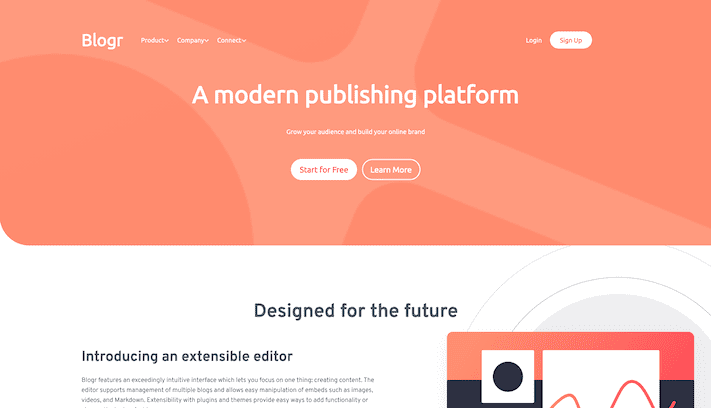 Blogr Product Company Connect Login Sign Up
A modern publishing platform
Grow your audience and build your online brand
Start for Free Learn More
Designed for the future
Introducing an extensible editor
Blogr features an exceedingly intuitive interface which lets you focus on one thing: creating content. The
editor supports management of multiple blogs and allows easy manipulation of embeds such as images,
videos, and Markdown. Extensibility with plugins and themes provide easy ways to add functionality or